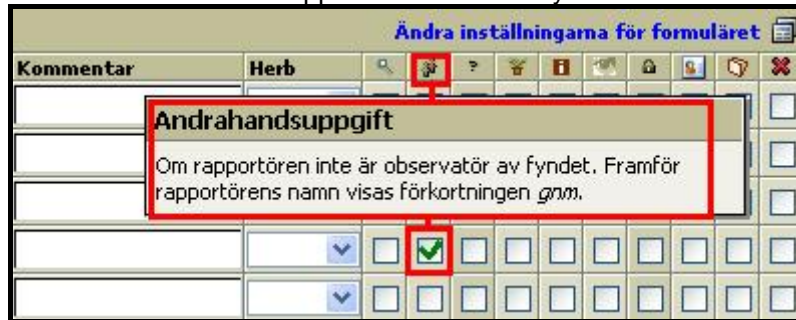 Ändra inställningarna för formuläret
Kommentar Herb ?
Andrahandsuppgift
Om rapportören inte är observatör av fyndet. Framför
rapportörens namn visas förkortningen gnm.